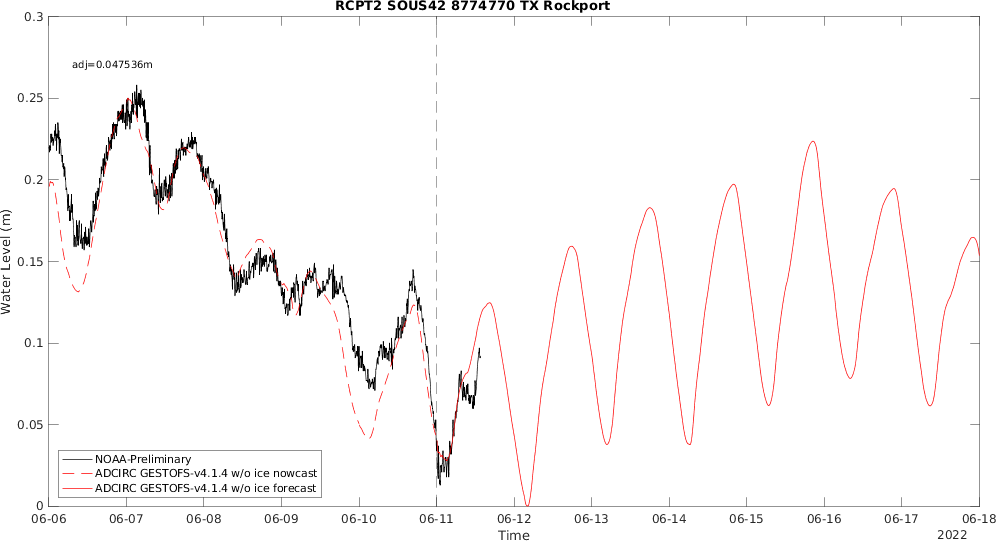 RCPT2 SOUS42 8774770 TX Rockport
0.3
adj=0.047536m
0.25
0.2
0.15
0.1
0.05
0
Water Level (m)
NOAA-Preliminary
ADCIRC GESTOFS-v4.1.4 w/o ice nowcast
ADCIRC GESTOFS-v4.1.4 w/o ice forecast
06-06 06-07 06-08 06-09 06-10 06-11 06-12 06-13 06-14 06-15 06-16 06-17 06-18
Time
2022